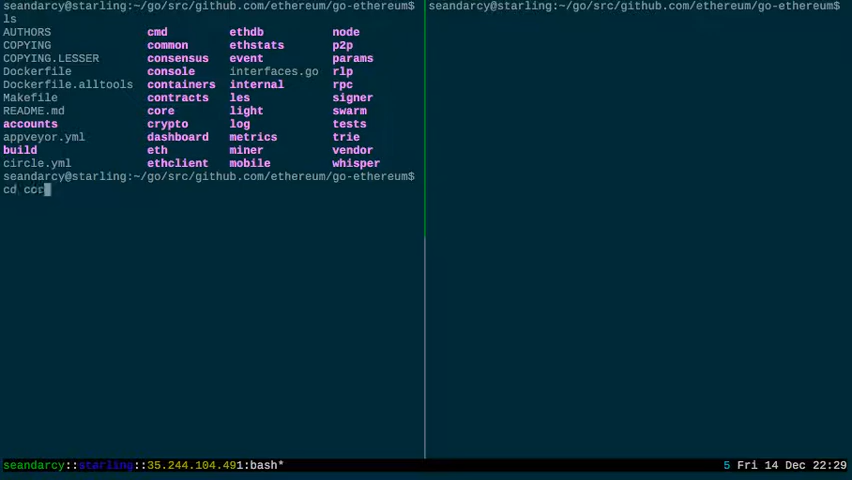 seandarcy@starling:~/go/src/github.com/ethereum/go-ethereum$
ls
AUTHORS cmd ethdb node
COPYING common ethstats p2p
COPYING.LESSER consensus event params
Dockerfile console interfaces.go rlp
Dockerfile.alltools containers internal rpc
Makefile contracts les signer
README.md core light swarm
accounts crypto log tests
appveyor.yml dashboard metrics trie
build eth miner vendor
circle.yml ethclient mobile whisper
seandarcy@starling:~/go/src/github.com/ethereum/go-ethereum$
cd cor
seandarcy@starling:~/go/src/github.com/ethereum/go-ethereum$
seandarcy::starling::35.244.104.491:bash* 5 Fri 14 Dec 22:29